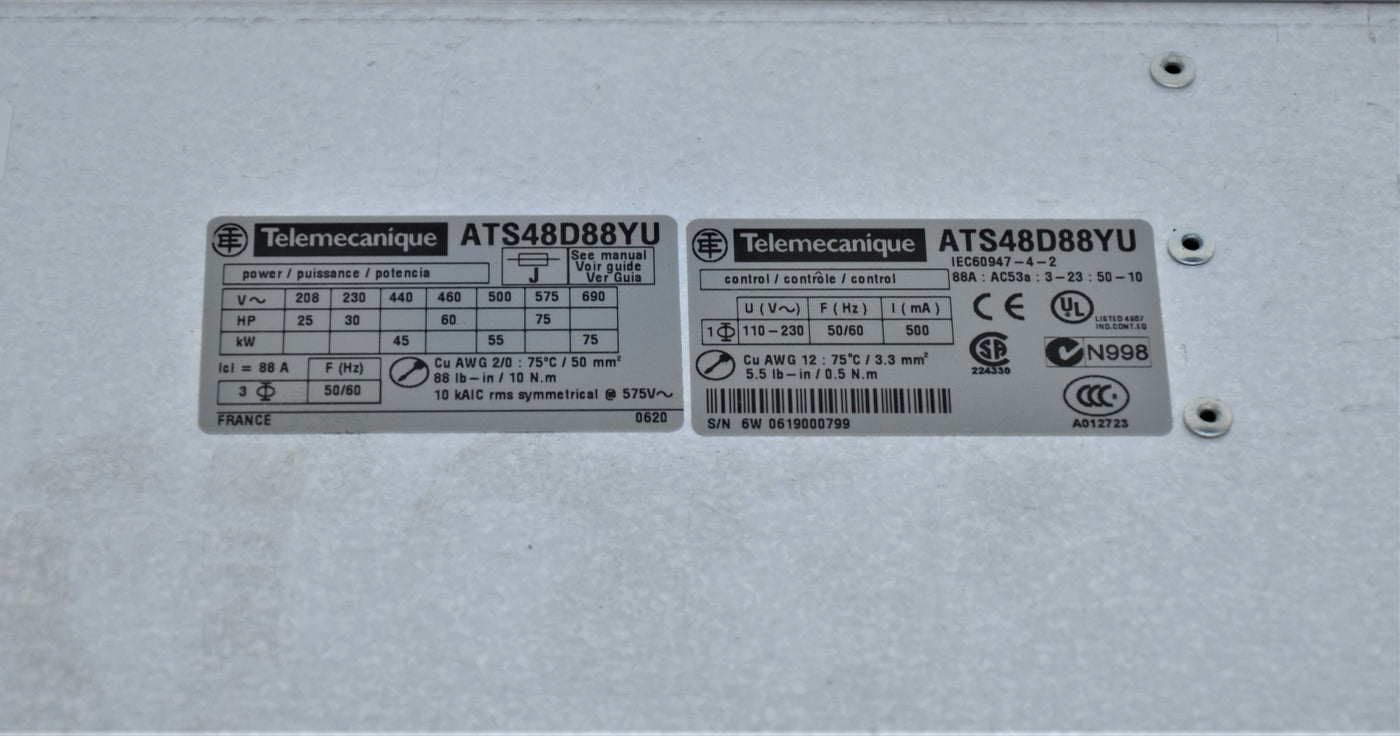 Telemecanique ATS48D88YU
power / puissance / potencia
J
See manual
Voir guide
Ver Guia
V∼ 208 230 440 460 500 575 690
HP 25 30 60 75
kW 45 55 75
Icl = 88 A F (Hz)
3 Φ 50/60
Cu AWG 2/0 : 75°C / 50 mm²
88 lb–in / 10 N.m
10 kAIC rms symmetrical @ 575V∼
FRANCE 0620
Telemecanique ATS48D88YU
IEC60947-4-2
control / contrôle / control
88A : AC53a : 3-23 : 50-10
U (V∼) F (Hz) I (mA)
1 Φ 110-230 50/60 500
Cu AWG 12 : 75°C / 3.3 mm²
5.5 lb–in / 0.5 N.m
S/N 6W 0619000799
CE
UL
LISTED 4S07
IND.CONT.EQ
SA
224330
N998
CCC
A012723